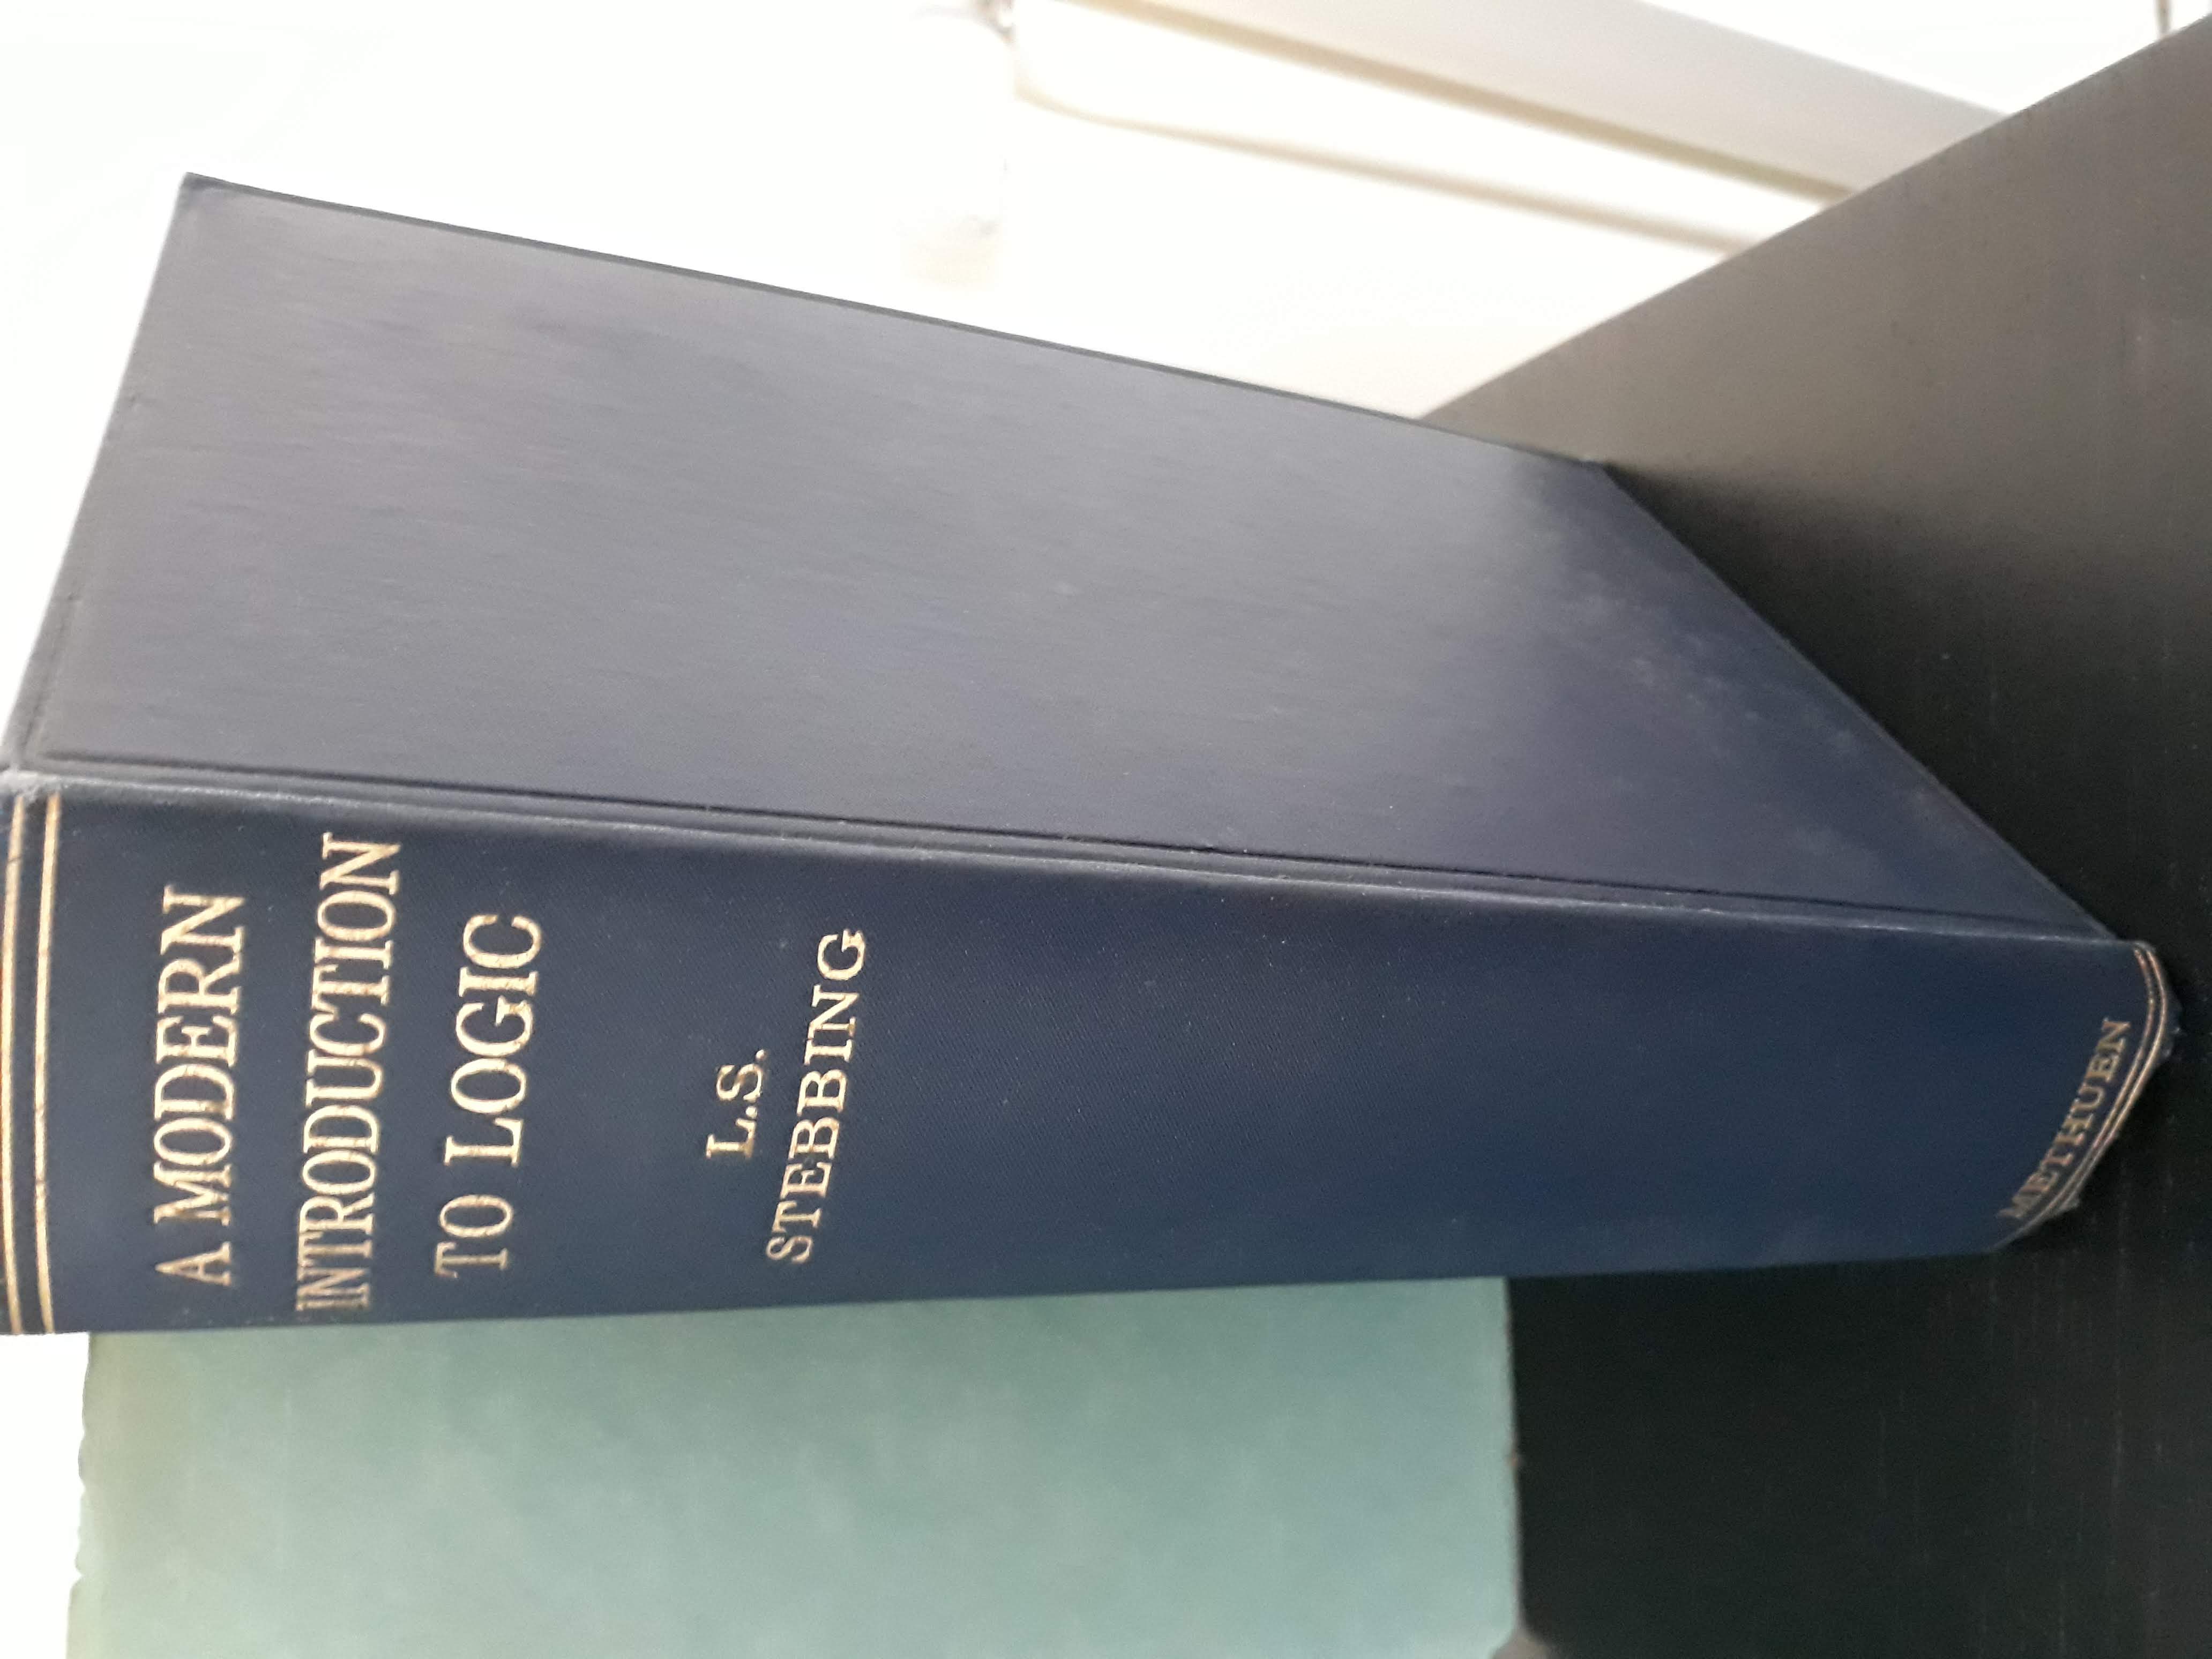 A MODERN
INTRODUCTION
TO LOGIC
L.S.
STEBBING
METHUEN